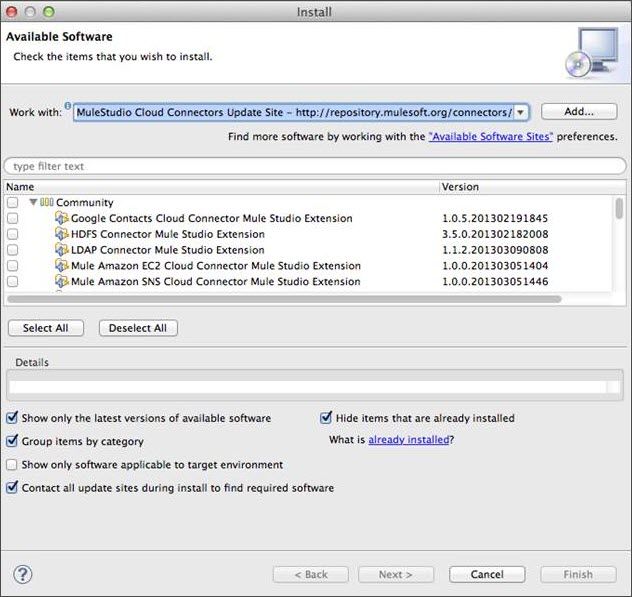 Install
Available Software
Check the items that you wish to install.
Work with: MuleStudio Cloud Connectors Update Site – http://repository.mulesoft.org/connectors/ Add...
Find more software by working with the "Available Software Sites" preferences.
type filter text
Name Version
Community
Google Contacts Cloud Connector Mule Studio Extension 1.0.5.201302191845
HDFS Connector Mule Studio Extension 3.5.0.201302182008
LDAP Connector Mule Studio Extension 1.1.2.201303090808
Mule Amazon EC2 Cloud Connector Mule Studio Extension 1.0.0.201303051404
Mule Amazon SNS Cloud Connector Mule Studio Extension 1.0.0.201303051446
Select All Deselect All
Details
Show only the latest versions of available software Hide items that are already installed
Group items by category What is already installed?
Show only software applicable to target environment
Contact all update sites during install to find required software
? < Back Next > Cancel Finish